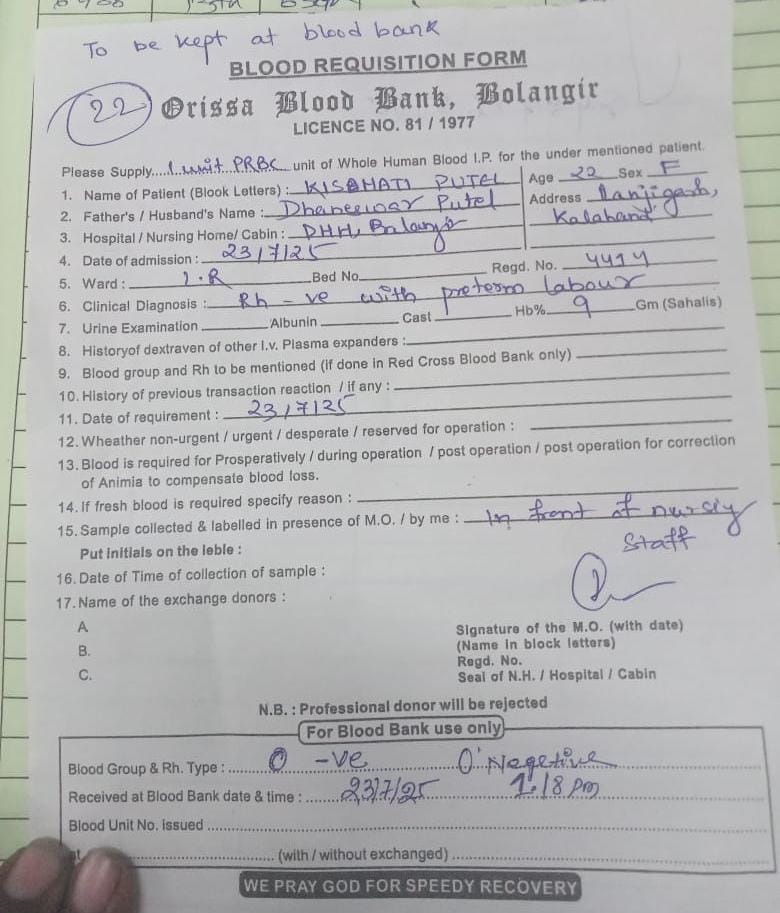 To be kept at blood bank
BLOOD REQUISITION FORM
22
Orissa Blood Bank, Bolangir
LICENCE NO. 81 / 1977
Please Supply....1 unit PRBC unit of Whole Human Blood I.P. for the under mentioned patient.
1. Name of Patient (Blook Letters) : KISAMATI PUTEL Age 22 Sex F
2. Father's / Husband's Name : Dhaneswar Putel Address Lanjigarh,
3. Hospital / Nursing Home/ Cabin : DHH, Balangir Kalahandi
4. Date of admission : 23/7/25
5. Ward : L.R Bed No. Regd. No.
6. Clinical Diagnosis : Rh -ve with preterm labour
7. Urine Examination Albunin Cast Hb% 9 Gm (Sahalis)
8. Historyof dextraven of other I.v. Plasma expanders :
9. Blood group and Rh to be mentioned (if done in Red Cross Blood Bank only)
10. History of previous transaction reaction / if any :
11. Date of requirement : 23/7/25
12. Wheather non-urgent / urgent / desperate / reserved for operation :
13. Blood is required for Prosperatively / during operation / post operation / post operation for correction
of Animia to compensate blood loss.
14. If fresh blood is required specify reason :
15. Sample collected & labelled in presence of M.O. / by me : In front of nursing
Staff
Put initials on the leble :
16. Date of Time of collection of sample :
17. Name of the exchange donors :
A
B.
C.
Signature of the M.O. (with date)
(Name in block letters)
Regd. No.
Seal of N.H. / Hospital / Cabin
N.B. : Professional donor will be rejected
For Blood Bank use only
Blood Group & Rh. Type : O -ve O' Negetive
Received at Blood Bank date & time : 23/7/25 1:18 pm
Blood Unit No. issued
(with / without exchanged)
WE PRAY GOD FOR SPEEDY RECOVERY